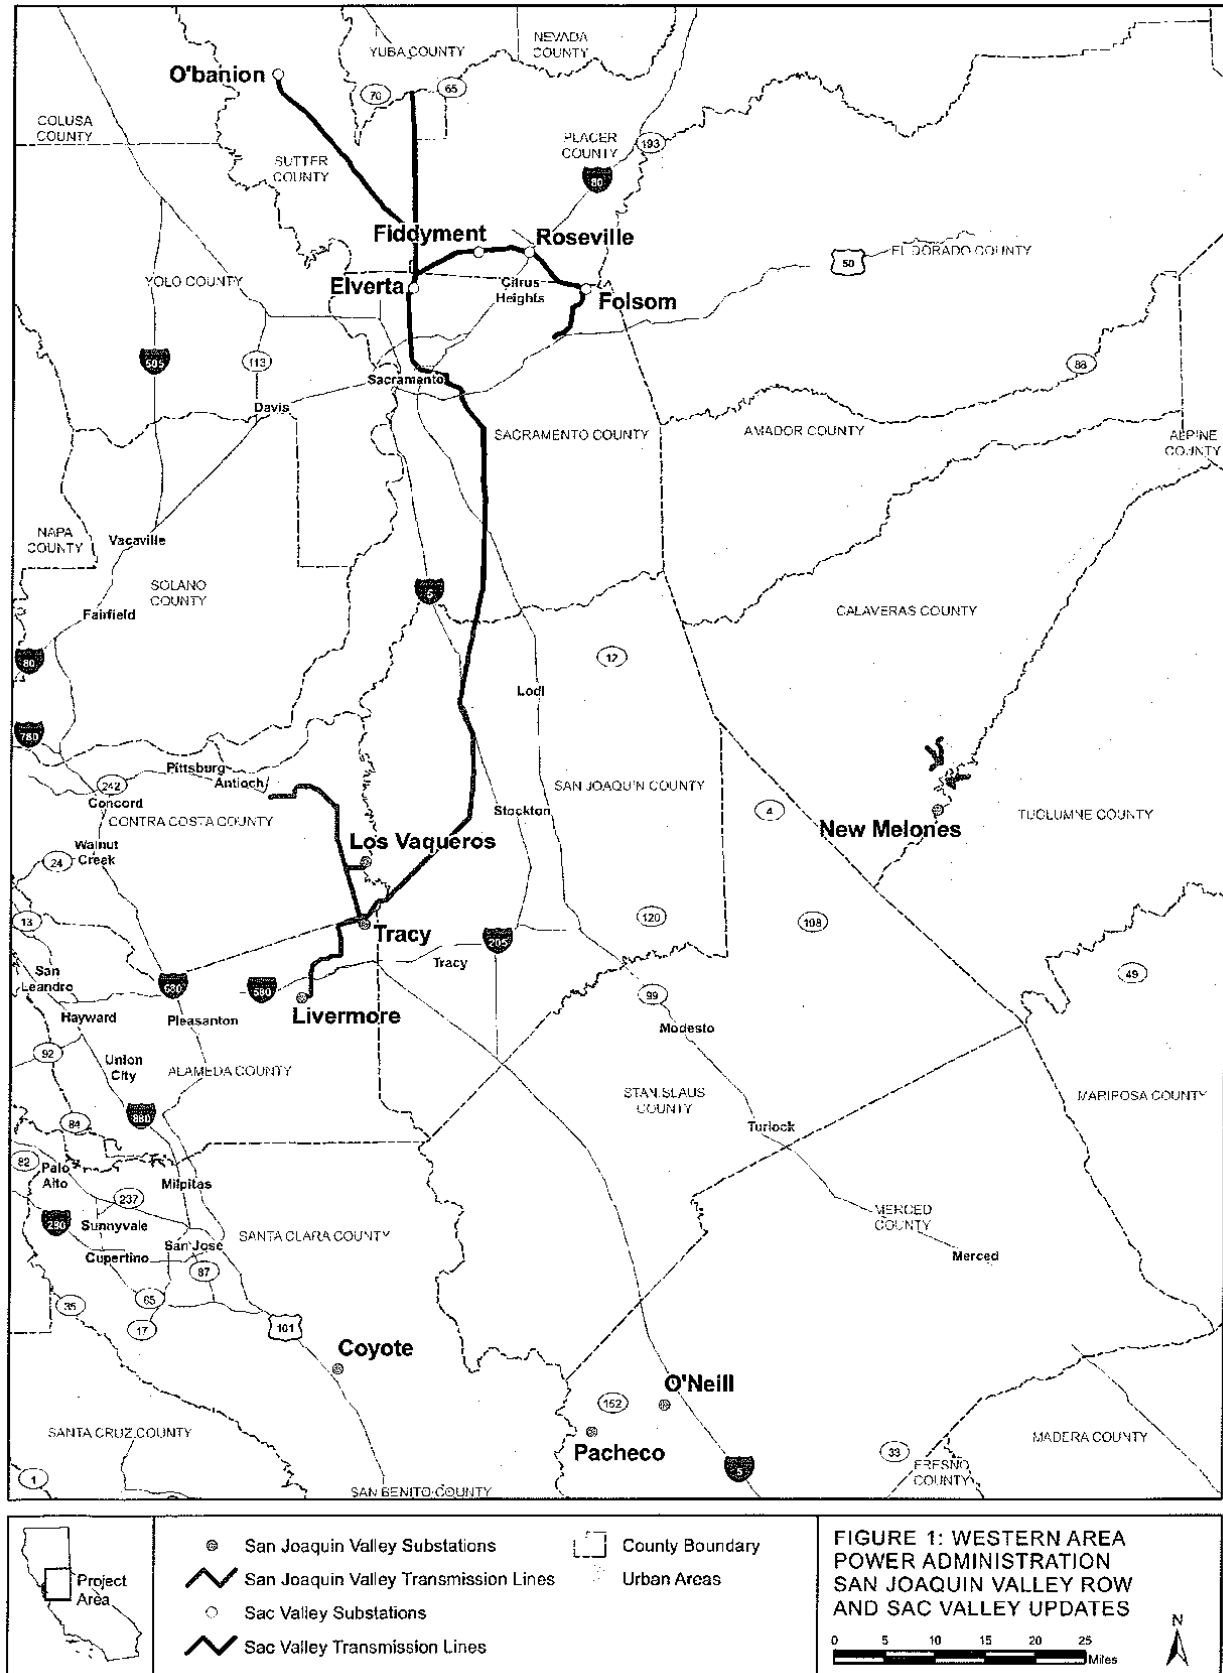 NEVADA
COUNTY
YUBA COUNTY
O'banion
70
65
COLUSA
COUNTY
PLACER
COUNTY
193
SUTTER
COUNTY
80
Fiddyment
Roseville
EL DORADO COUNTY
50
YOLO COUNTY
Elverta
Citrus
Heights
Folsom
505
113
88
Sacramento
Davis
SACRAMENTO COUNTY
AMADOR COUNTY
ALPINE
COUNTY
NAPA
COUNTY
Vacaville
SOLANO
COUNTY
5
CALAVERAS COUNTY
Fairfield
80
12
Lodi
780
Pittsburg
Antioch
242
Concord
SAN JOAQUIN COUNTY
Stockton
4
TUOLUMNE COUNTY
CONTRA COSTA COUNTY
New Melones
Walnut
Creek
24
Los Vaqueros
13
120
108
Tracy
205
Tracy
San
Leandro
680
580
49
99
Livermore
Hayward
Pleasanton
Modesto
92
Union
City
ALAMEDA COUNTY
STANISLAUS
COUNTY
MARIPOSA COUNTY
880
84
Turlock
82
Palo
Alto
Milpitas
237
280
Sunnyvale
SANTA CLARA COUNTY
MERCED
COUNTY
San Jose
Cupertino
Merced
87
85
35
17
101
Coyote
O'Neill
152
SANTA CRUZ COUNTY
Pacheco
MADERA COUNTY
33
FRESNO
COUNTY
5
1
SAN BENITO COUNTY
Project
Area
San Joaquin Valley Substations
San Joaquin Valley Transmission Lines
Sac Valley Substations
Sac Valley Transmission Lines
County Boundary
Urban Areas
FIGURE 1: WESTERN AREA
POWER ADMINISTRATION
SAN JOAQUIN VALLEY ROW
AND SAC VALLEY UPDATES
N
0 5 10 15 20 25
Miles